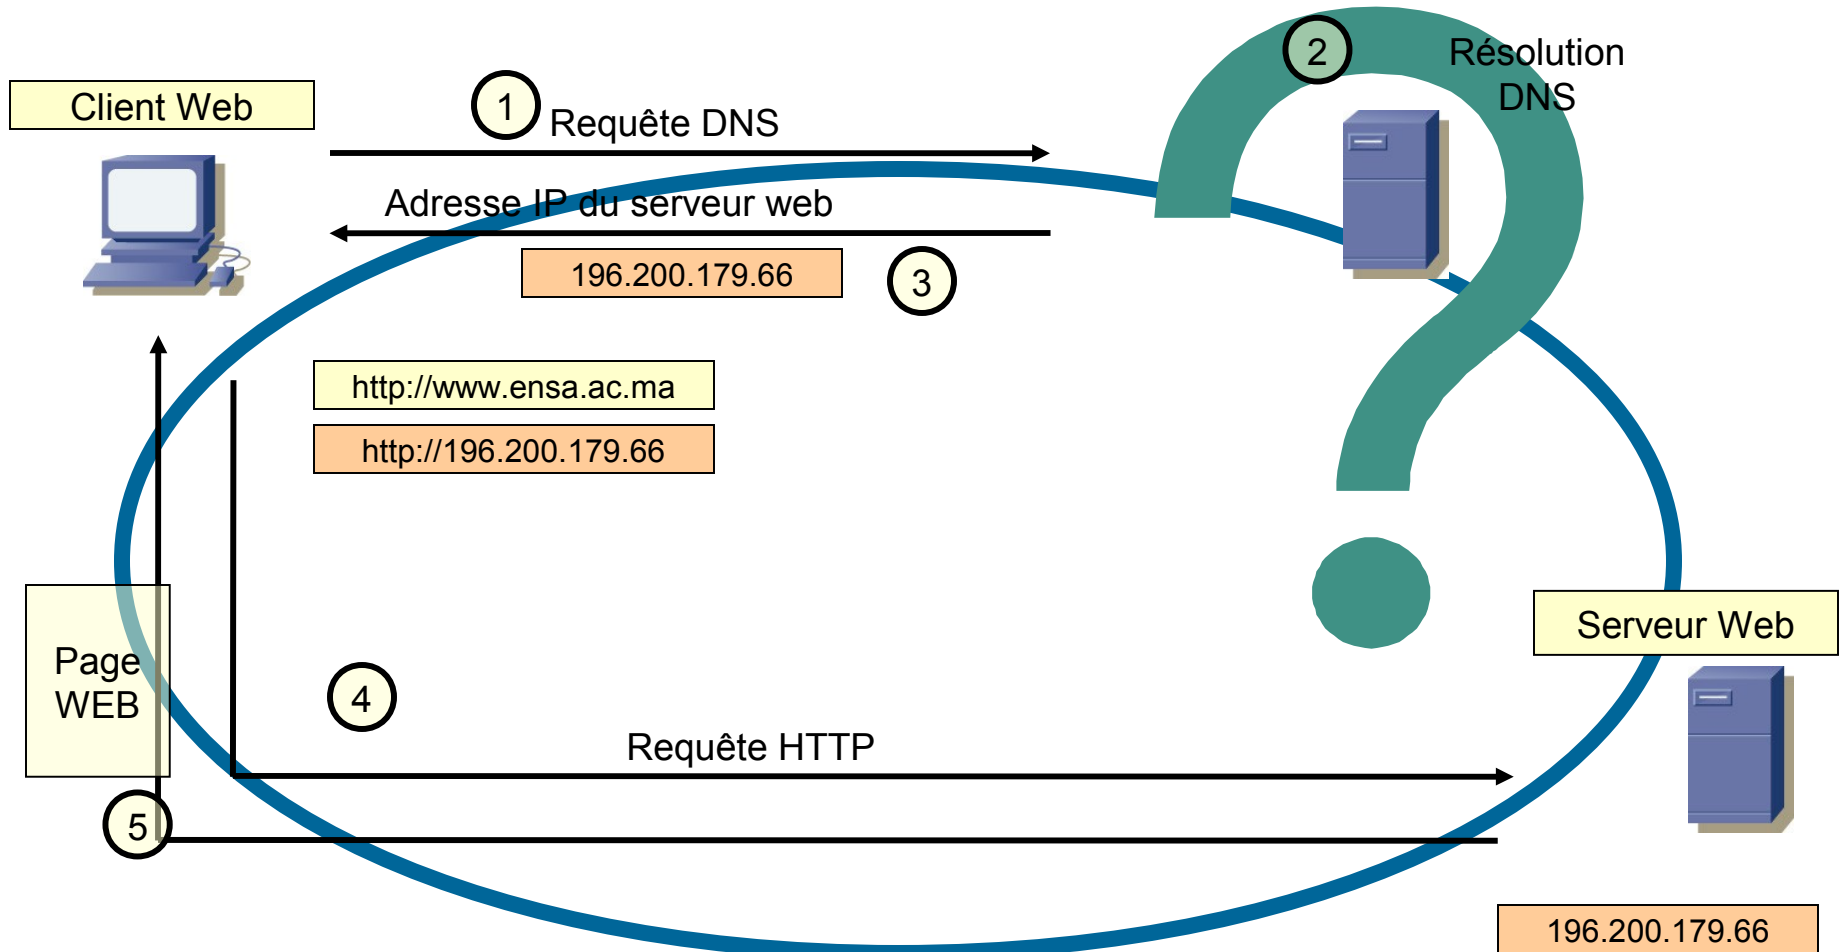 2
Résolution
DNS
Client Web
1
Requête DNS
Adresse IP du serveur web
196.200.179.66
3
http://www.ensa.ac.ma
http://196.200.179.66
Serveur Web
Page
WEB
4
Requête HTTP
5
196.200.179.66